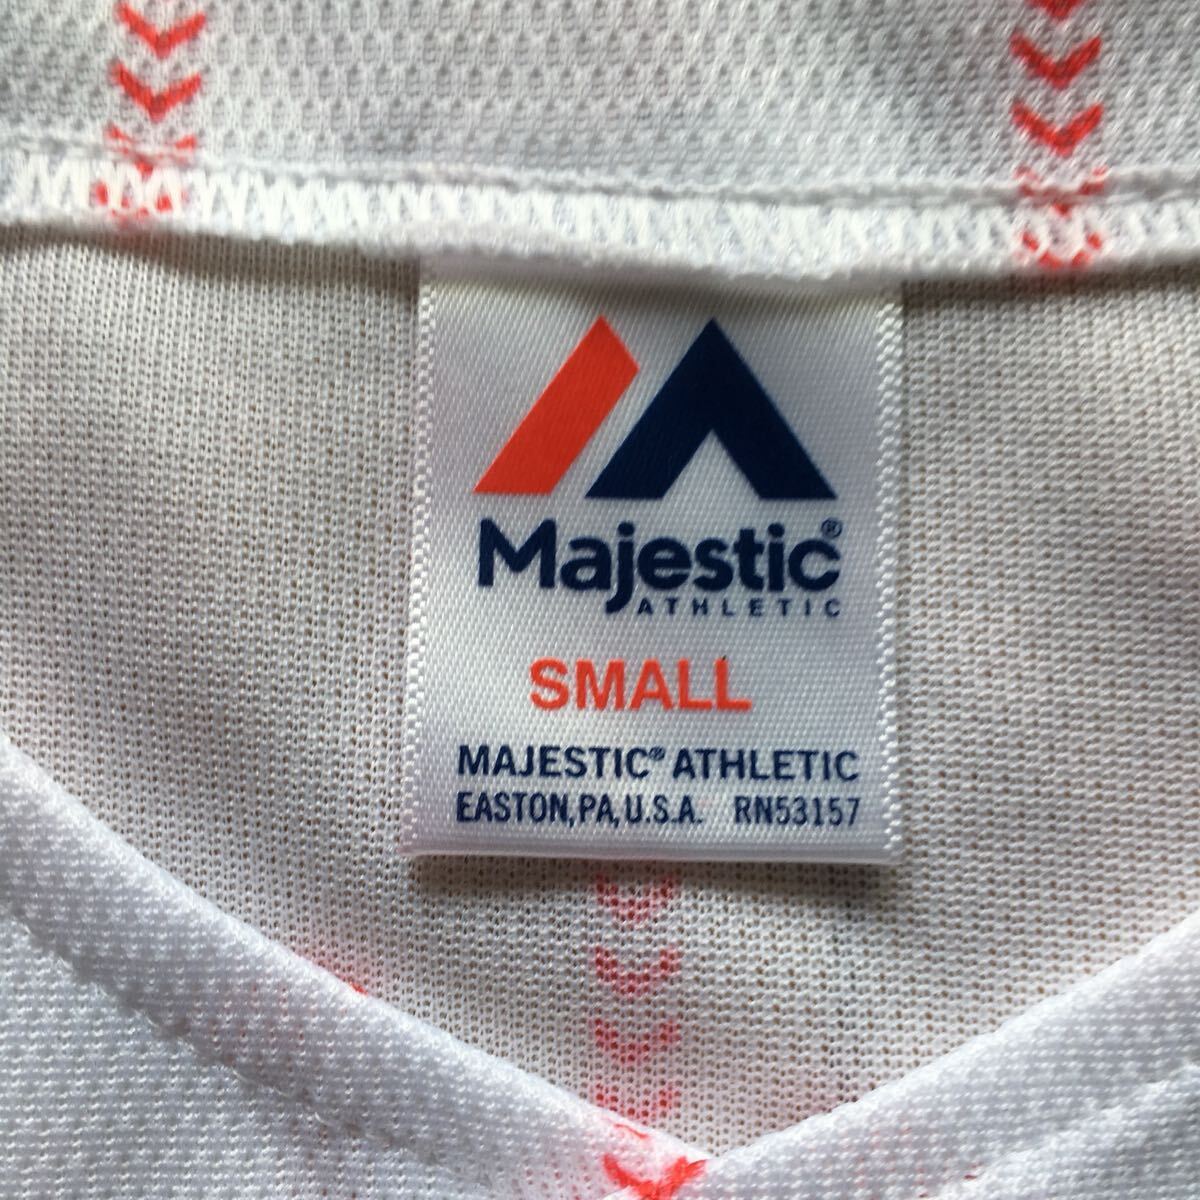 Majestic®
ATHLETIC
SMALL
MAJESTIC® ATHLETIC
EASTON, PA, U.S.A. RN53157